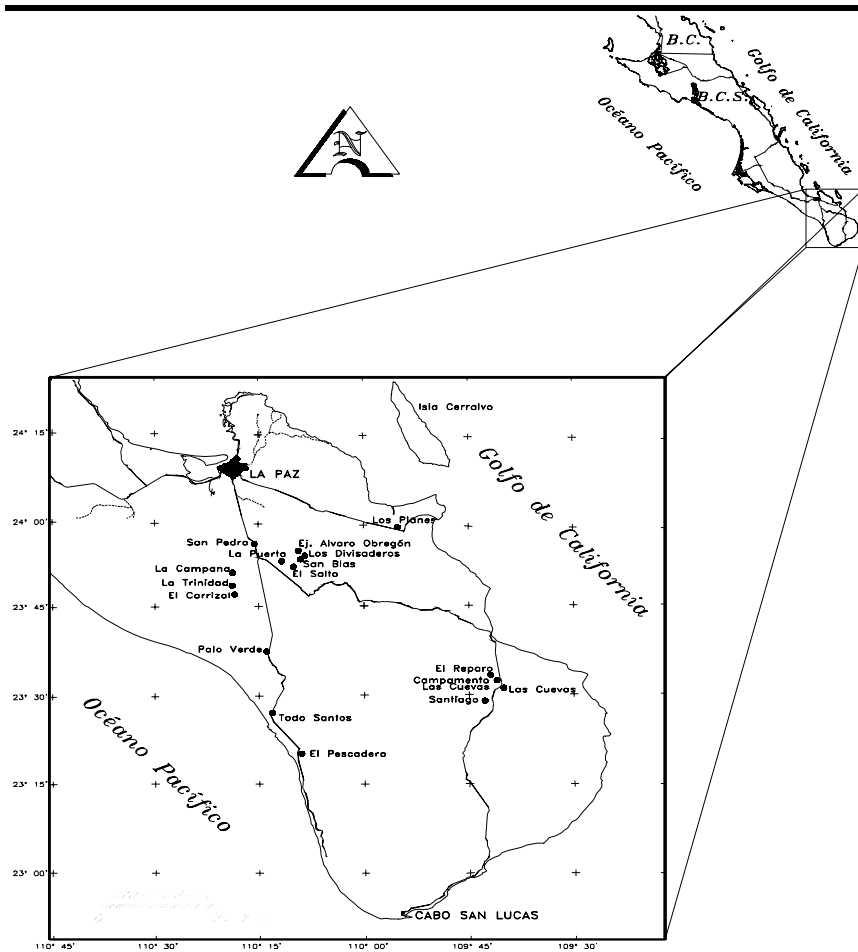 B.C.
Golfo de California
B.C.S.
Océano Pacífico
N
Isla Cerralvo
24° 15'
Golfo de California
LA PAZ
24° 00'
Los Planes
San Pedro
Ej. Alvaro Obregón
La Puerta
Los Divisaderos
San Blas
El Salto
La Campana
La Trinidad
El Carrizal
23° 45'
Palo Verde
El Reparo
Campamento
Las Cuevas
Las Cuevas
Santiago
23° 30'
Océano Pacífico
Todo Santos
El Pescadero
23° 15'
23° 00'
CABO SAN LUCAS
110° 45' 110° 30' 110° 15' 110° 00' 109° 45' 109° 30'